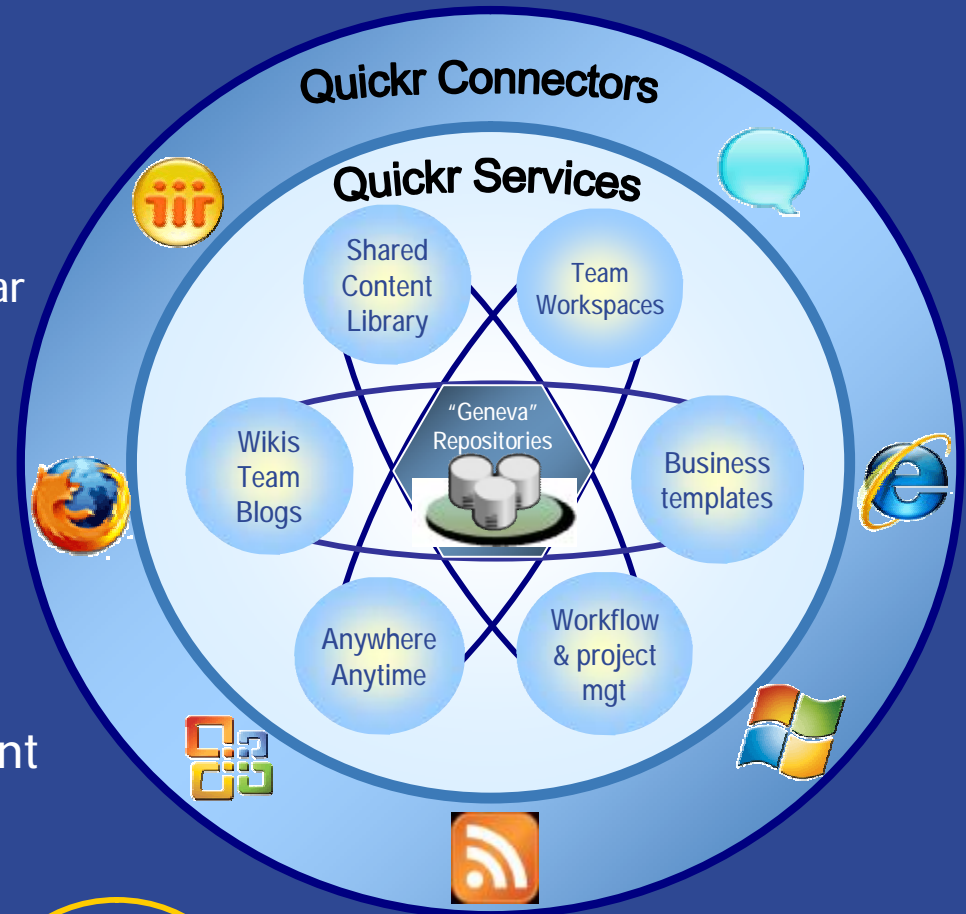 Quickr Connectors
Quickr Services
Shared
Content
Library
Team
Workspaces
ar
"Geneva"
Repositories
Wikis
Team
Blogs
Business
templates
Anywhere
Anytime
Workflow
& project
mgt
nt